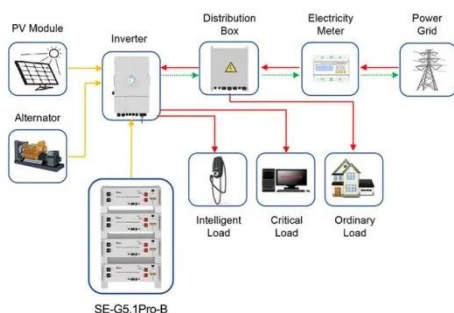 PV Module
Inverter
Distribution
Box
Electricity
Meter
Power
Grid
Alternator
Intelligent
Load
Critical
Load
Ordinary
Load
SE-G5.1Pro-B